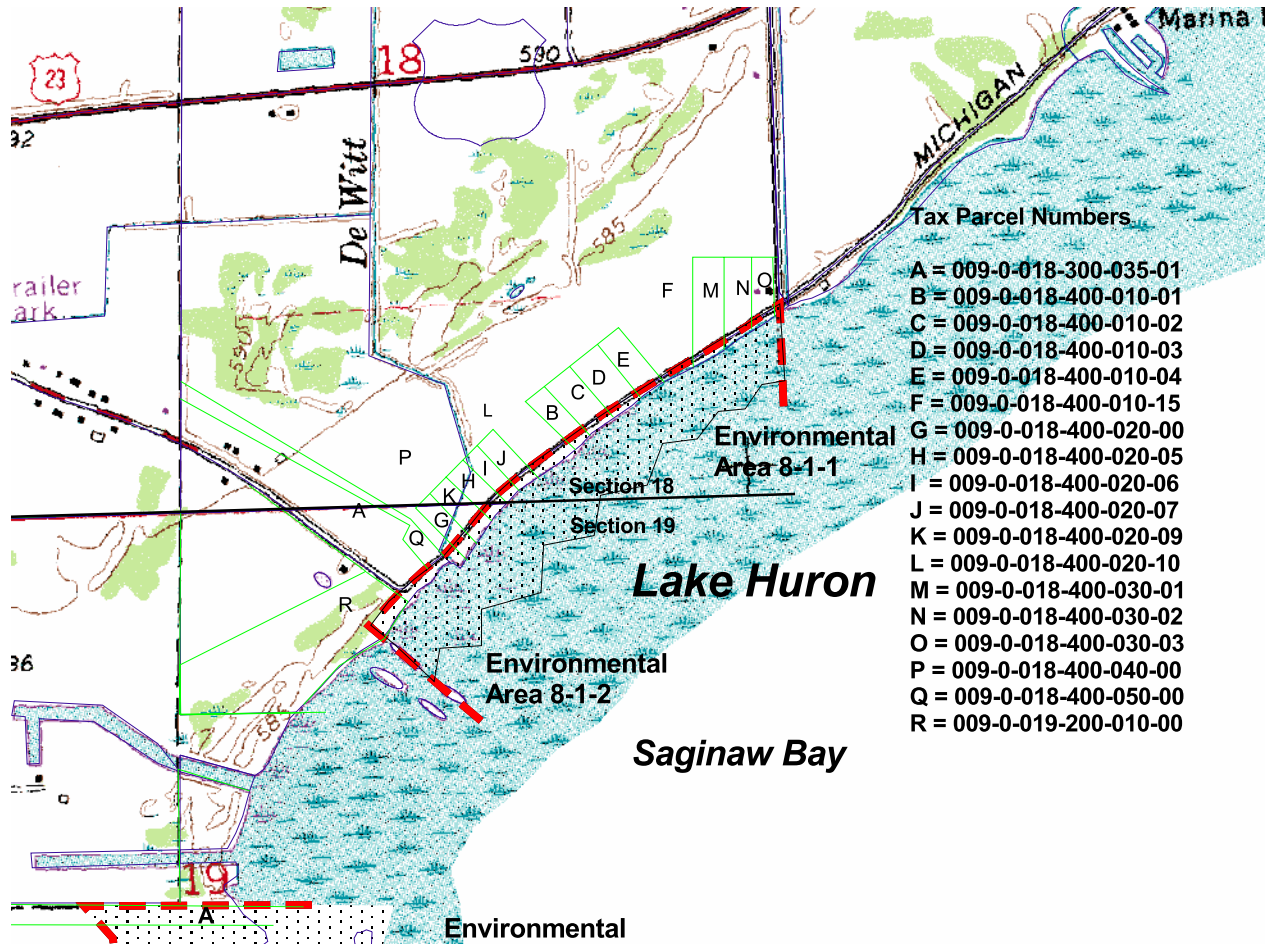 Marina
18
590
23
MICHIGAN
De Witt
585
Tax Parcel Numbers
A = 009-0-018-300-035-01
B = 009-0-018-400-010-01
C = 009-0-018-400-010-02
D = 009-0-018-400-010-03
E = 009-0-018-400-010-04
F = 009-0-018-400-010-15
G = 009-0-018-400-020-00
H = 009-0-018-400-020-05
I = 009-0-018-400-020-06
J = 009-0-018-400-020-07
K = 009-0-018-400-020-09
L = 009-0-018-400-020-10
M = 009-0-018-400-030-01
N = 009-0-018-400-030-02
O = 009-0-018-400-030-03
P = 009-0-018-400-040-00
Q = 009-0-018-400-050-00
R = 009-0-019-200-010-00
railer
ark
590
F
M
N
O
E
D
C
B
L
J
I
H
K
G
P
A
Q
R
Environmental
Area 8-1-1
Section 18
Section 19
Lake Huron
Environmental
Area 8-1-2
585
Saginaw Bay
19
A
Environmental